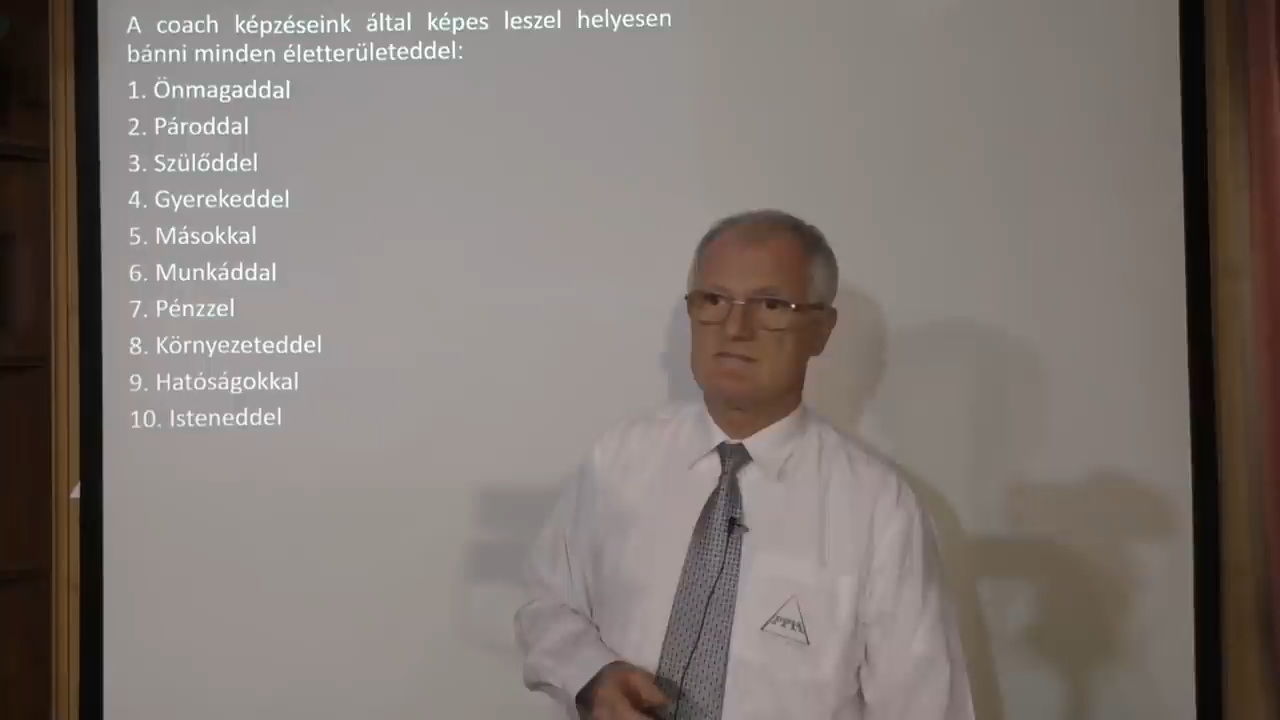 A coach képzéseink által képes leszel helyesen
bánni minden életterületeddel:
1. Önmagaddal
2. Pároddal
3. Szülőddel
4. Gyerekeddel
5. Másokkal
6. Munkáddal
7. Pénzzel
8. Környezeteddel
9. Hatóságokkal
10. Isteneddel